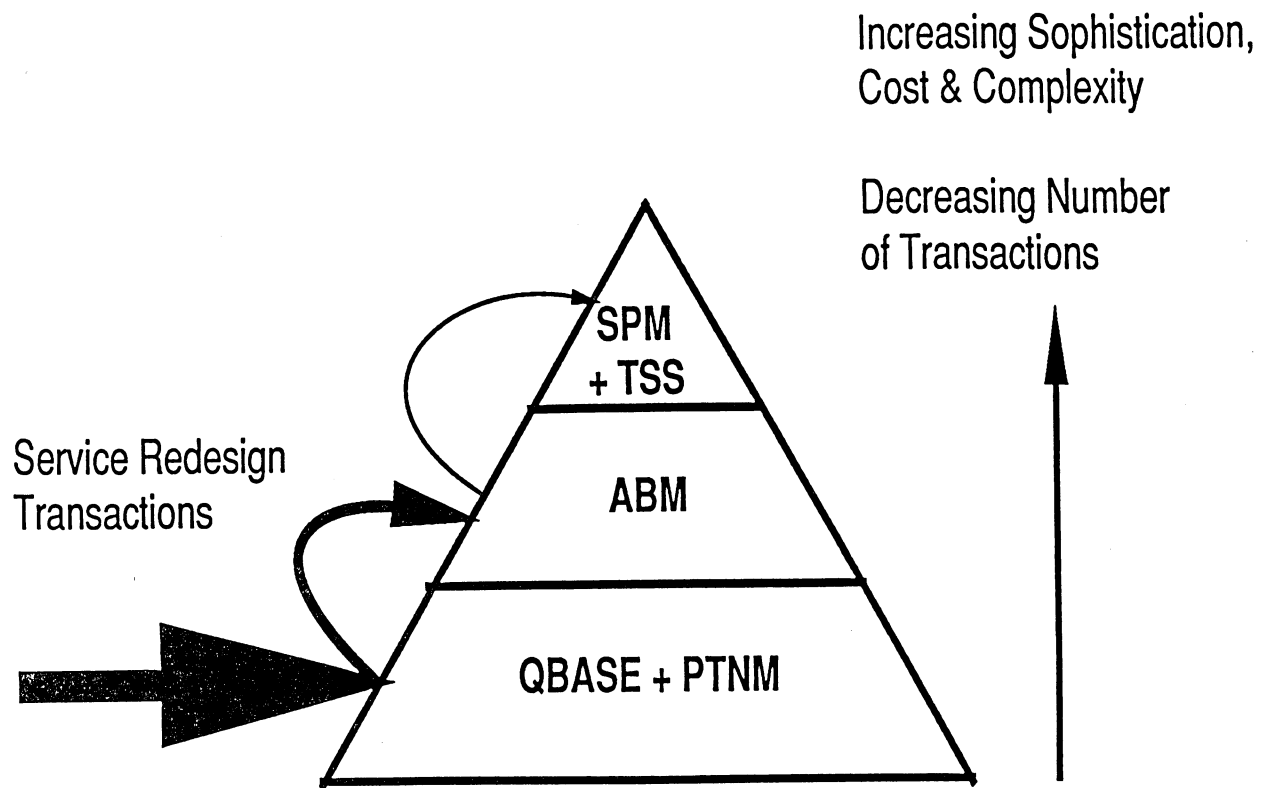 Increasing Sophistication,
Cost & Complexity
Decreasing Number
of Transactions
SPM
+ TSS
Service Redesign
Transactions
ABM
QBASE + PTNM